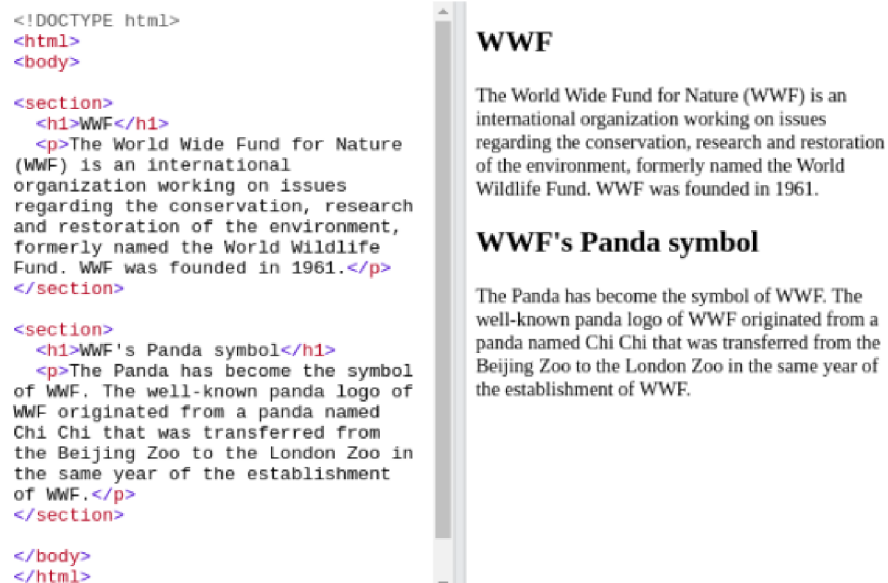 <!DOCTYPE html>
<html>
<body>
<section>
<h1>WWF</h1>
<p>The World Wide Fund for Nature
(WWF) is an international
organization working on issues
regarding the conservation, research
and restoration of the environment,
formerly named the World Wildlife
Fund. WWF was founded in 1961.</p>
</section>
<section>
<h1>WWF's Panda symbol</h1>
<p>The Panda has become the symbol
of WWF. The well-known panda logo of
WWF originated from a panda named
Chi Chi that was transferred from
the Beijing Zoo to the London Zoo in
the same year of the establishment
of WWF.</p>
</section>
</body>
</html>
WWF
The World Wide Fund for Nature (WWF) is an
international organization working on issues
regarding the conservation, research and restoration
of the environment, formerly named the World
Wildlife Fund. WWF was founded in 1961.
WWF's Panda symbol
The Panda has become the symbol of WWF. The
well-known panda logo of WWF originated from a
panda named Chi Chi that was transferred from the
Beijing Zoo to the London Zoo in the same year of
the establishment of WWF.